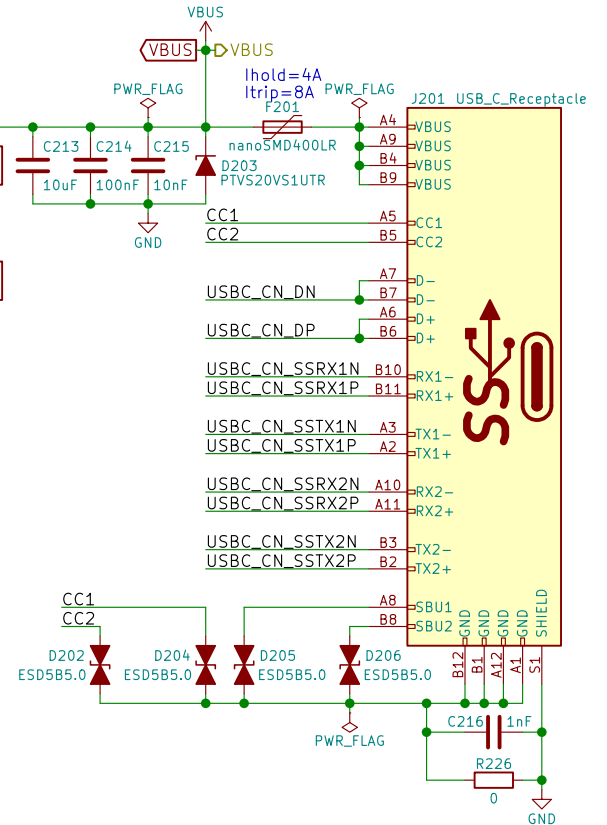 VBUS
VBUS
VBUS
Ihold=4A
Itrip=8A
PWR_FLAG
F201
nanoSMD400LR
PWR_FLAG
J201 USB_C_Receptacle
C213
10uF
C214
100nF
C215
10nF
D203
PTVS20VS1UTR
GND
A4 VBUS
A9 VBUS
B4 VBUS
B9 VBUS
CC1 A5 CC1
CC2 B5 CC2
A7 D-
USBC_CN_DN B7 D-
A6 D+
USBC_CN_DP B6 D+
USBC_CN_SSRX1N B10 RX1-
USBC_CN_SSRX1P B11 RX1+
USBC_CN_SSTX1N A3 TX1-
USBC_CN_SSTX1P A2 TX1+
USBC_CN_SSRX2N A10 RX2-
USBC_CN_SSRX2P A11 RX2+
USBC_CN_SSTX2N B3 TX2-
USBC_CN_SSTX2P B2 TX2+
SS
CC1
CC2
A8 SBU1
B8 SBU2
GND
GND
GND
GND
SHIELD
B12
B1
A12
A1
S1
D202
ESD5B5.0
D204
ESD5B5.0
D205
ESD5B5.0
D206
ESD5B5.0
PWR_FLAG
C216 1nF
R226
0
GND